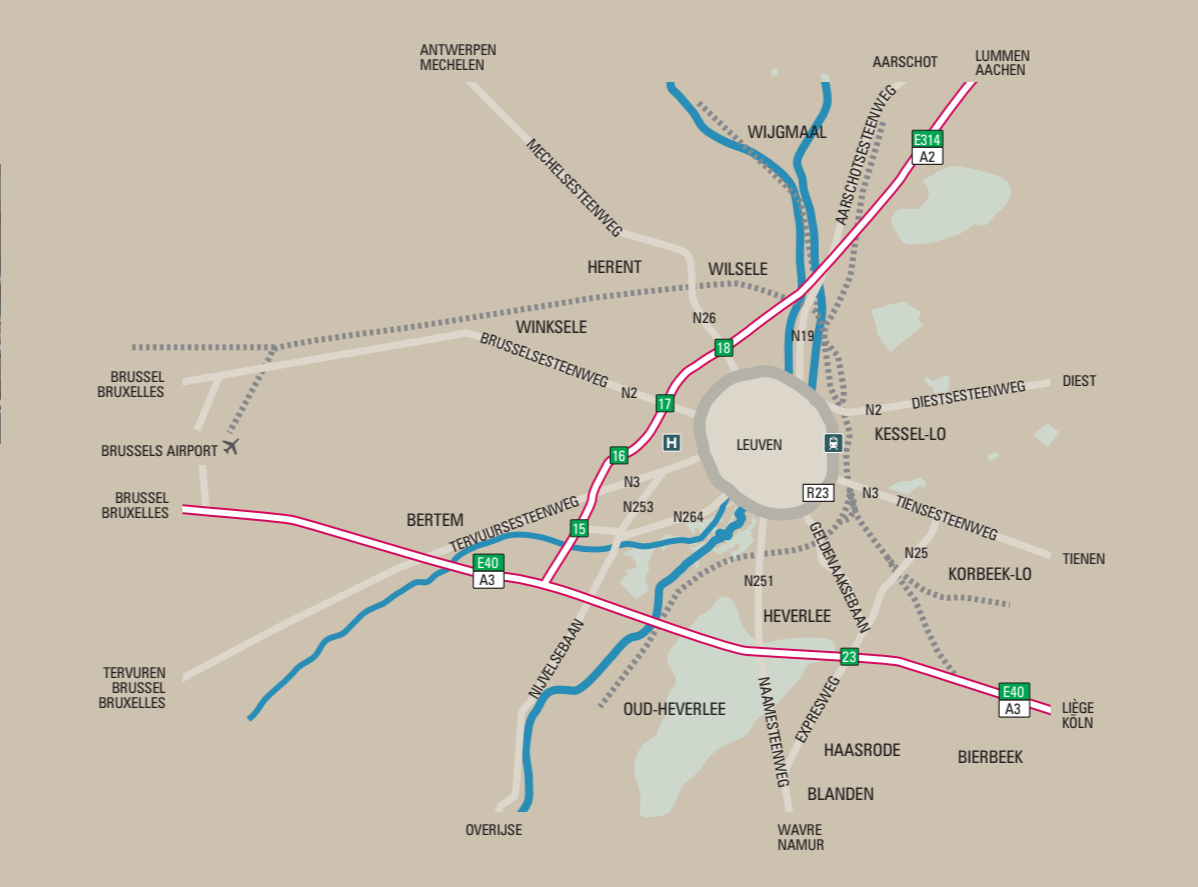 ANTWERPEN
MECHELEN
AARSCHOT
LUMMEN
AACHEN
WIJGMAAL
AARSCHOTSESTEENWEG
E314
A2
MECHELSESTEENWEG
HERENT
WILSELE
N26
WINKSELE
N19
18
BRUSSELSESTEENWEG
BRUSSEL
BRUXELLES
N2
17
N2
DIESTSESTEENWEG
DIEST
KESSEL-LO
H
LEUVEN
BRUSSELS AIRPORT
16
N3
R23
N3
BRUSSEL
BRUXELLES
TERVUURSESTEENWEG
N253
N264
TIENSESTEENWEG
BERTEM
15
GELDENAAKSEBAAN
N25
TIENEN
E40
A3
N251
KORBEEK-LO
HEVERLEE
NIJVELSEBAAN
23
TERVUREN
BRUSSEL
BRUXELLES
NAAMESTEENWEG
EXPRESWEG
E40
A3
LIÈGE
KÖLN
OUD-HEVERLEE
HAASRODE
BIERBEEK
BLANDEN
OVERIJSE
WAVRE
NAMUR